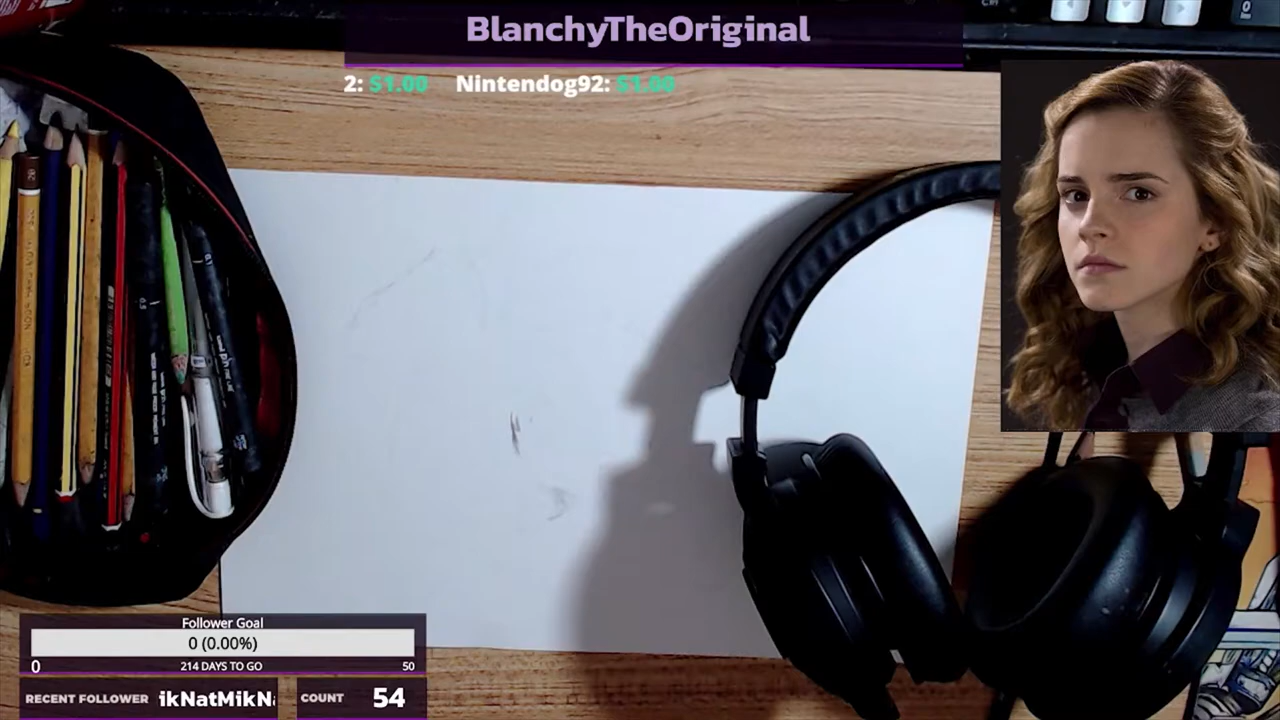 BlanchyTheOriginal
2: $1.00 Nintendog92: $1.00
Follower Goal
0 (0.00%)
0 214 DAYS TO GO 50
RECENT FOLLOWER ikNatMikN
COUNT 54